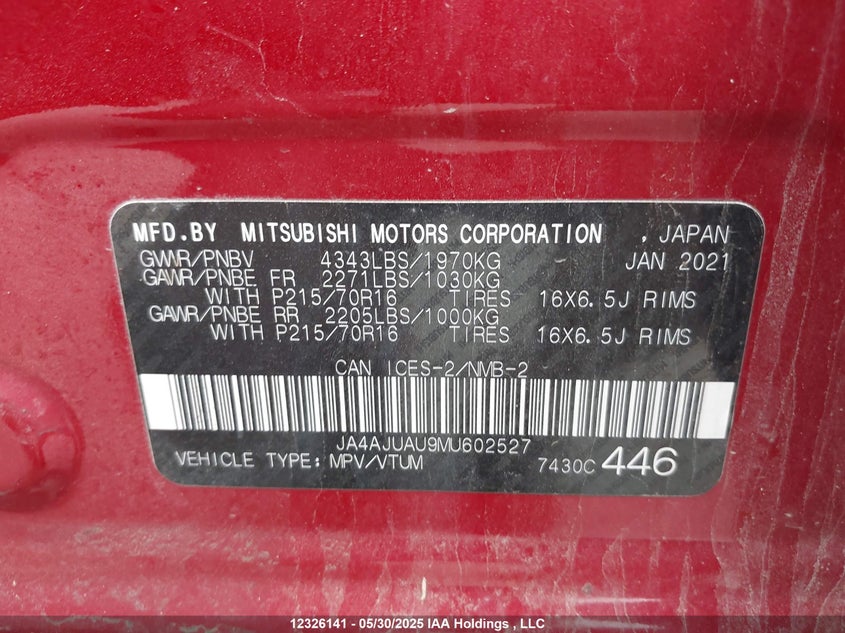 MFD.BY MITSUBISHI MOTORS CORPORATION , JAPAN
GVWR/PNBV 4343LBS/1970KG JAN 2021
GAWR/PNBE FR 2271LBS/1030KG
WITH P215/70R16 TIRES 16X6.5J RIMS
GAWR/PNBE RR 2205LBS/1000KG
WITH P215/70R16 TIRES 16X6.5J RIMS
CAN ICES-2/NMB-2
JA4AJUAU9MU602527
VEHICLE TYPE: MPV/VTUM 7430C 446
12326141 - 05/30/2025 IAA Holdings, LLC